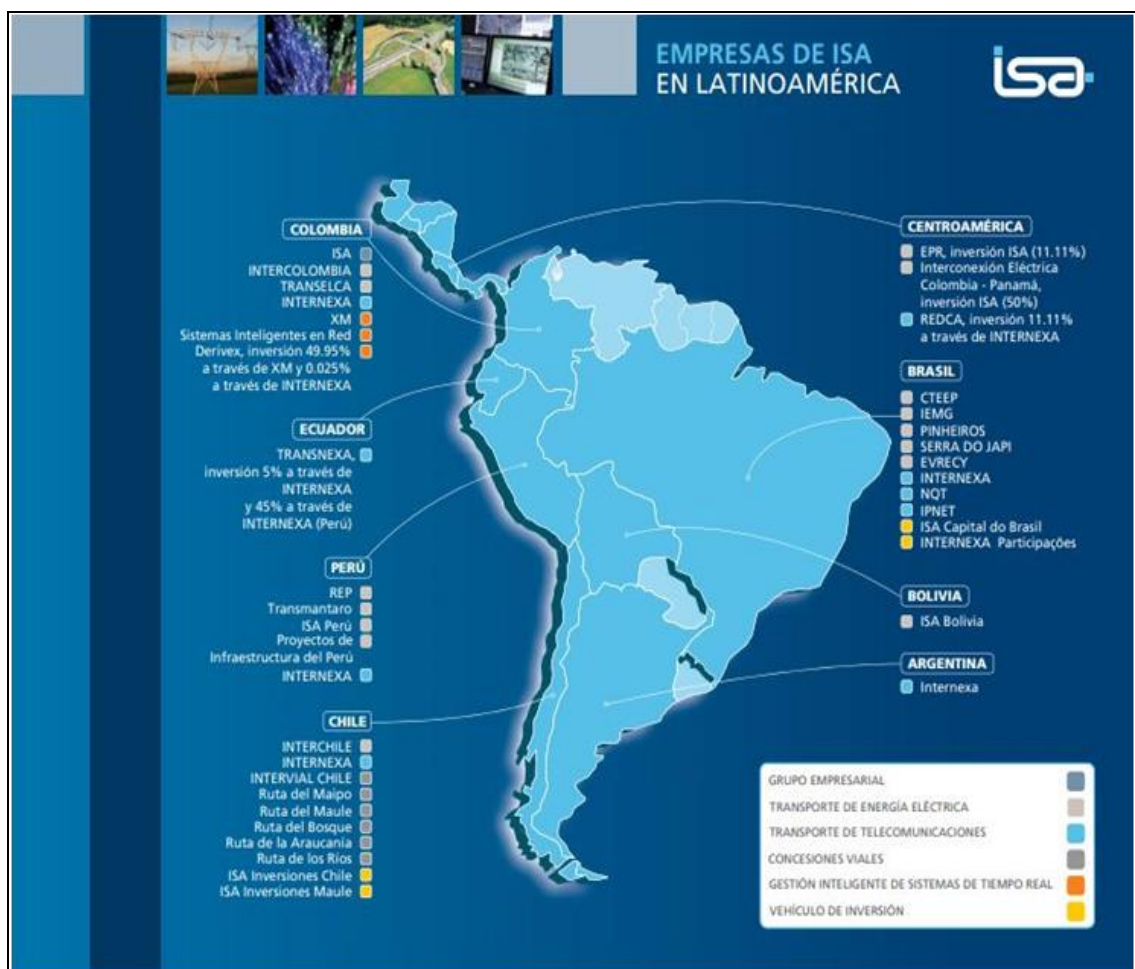 EMPRESAS DE ISA
EN LATINOAMÉRICA
isa
COLOMBIA
ISA
INTERCOLOMBIA
TRANSELCA
INTERNEXA
XM
Sistemas Inteligentes en Red
Derivex, inversión 49.95%
a través de XM y 0.025%
a través de INTERNEXA
ECUADOR
TRANSNEXA,
inversión 5% a través de
INTERNEXA
y 45% a través de
INTERNEXA (Perú)
PERÚ
REP
Transmantaro
ISA Perú
Proyectos de
Infraestructura del Perú
INTERNEXA
CHILE
INTERCHILE
INTERNEXA
INTERVIAL CHILE
Ruta del Maipo
Ruta del Maule
Ruta del Bosque
Ruta de la Araucanía
Ruta de los Ríos
ISA Inversiones Chile
ISA Inversiones Maule
CENTROAMÉRICA
EPR, inversión ISA (11.11%)
Interconexión Eléctrica
Colombia - Panamá,
inversión ISA (50%)
REDCA, inversión 11.11%
a través de INTERNEXA
BRASIL
CTEEP
IEMG
PINHEIROS
SERRA DO JAPI
EVRECY
INTERNEXA
NQT
IPNET
ISA Capital do Brasil
INTERNEXA Participações
BOLIVIA
ISA Bolivia
ARGENTINA
Internexa
GRUPO EMPRESARIAL
TRANSPORTE DE ENERGÍA ELÉCTRICA
TRANSPORTE DE TELECOMUNICACIONES
CONCESIONES VIALES
GESTIÓN INTELIGENTE DE SISTEMAS DE TIEMPO REAL
VEHÍCULO DE INVERSIÓN